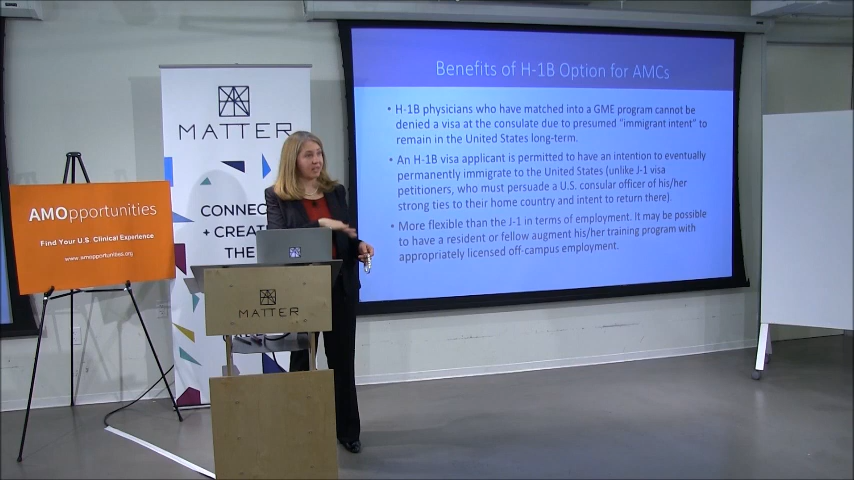 AMOpportunities
Find Your U.S. Clinical Experience
www.amopportunities.org
MATTER
CONNEC
+ CREAT
THE
MATTER
Benefits of H-1B Option for AMCs
• H-1B physicians who have matched into a GME program cannot be
denied a visa at the consulate due to presumed "immigrant intent" to
remain in the United States long-term.
• An H-1B visa applicant is permitted to have an intention to eventually
permanently immigrate to the United States (unlike J-1 visa
petitioners, who must persuade a U.S. consular officer of his/her
strong ties to their home country and intent to return there).
• More flexible than the J-1 in terms of employment. It may be possible
to have a resident or fellow augment his/her training program with
appropriately licensed off-campus employment.